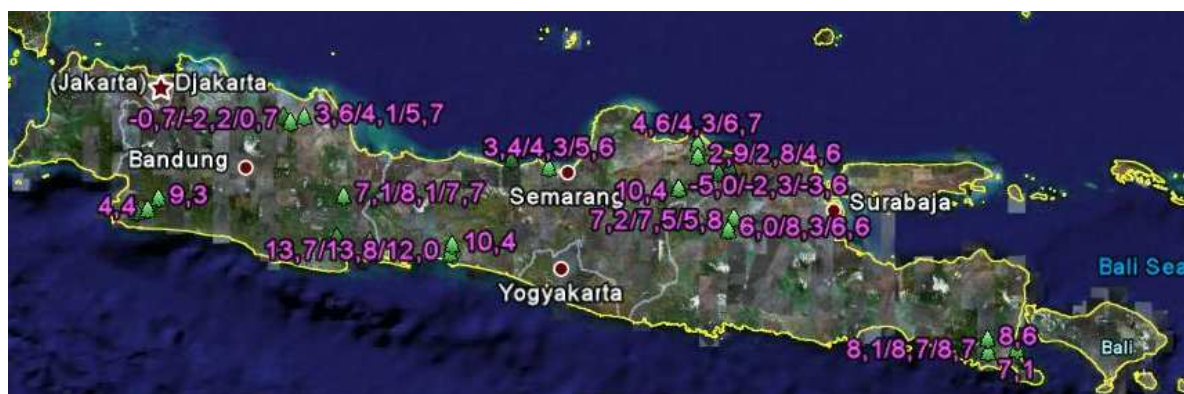 (Jakarta) Djakarta
-0,7/-2,2/0,7 3,6/4,1/5,7
4,6/4,3/6,7
3,4/4,3/5,6
2,9/2,8/4,6
Bandung
Semarang
10,4 -5,0/-2,3/-3,6
9,3
4,4
7,1/8,1/7,7
Surabaja
7,2/7,5/5,8
6,0/8,3/6,6
13,7/13,8/12,0
10,4
Yogyakarta
Bali Sea
8,6
8,1/8,7/8,7
Bali
7,1